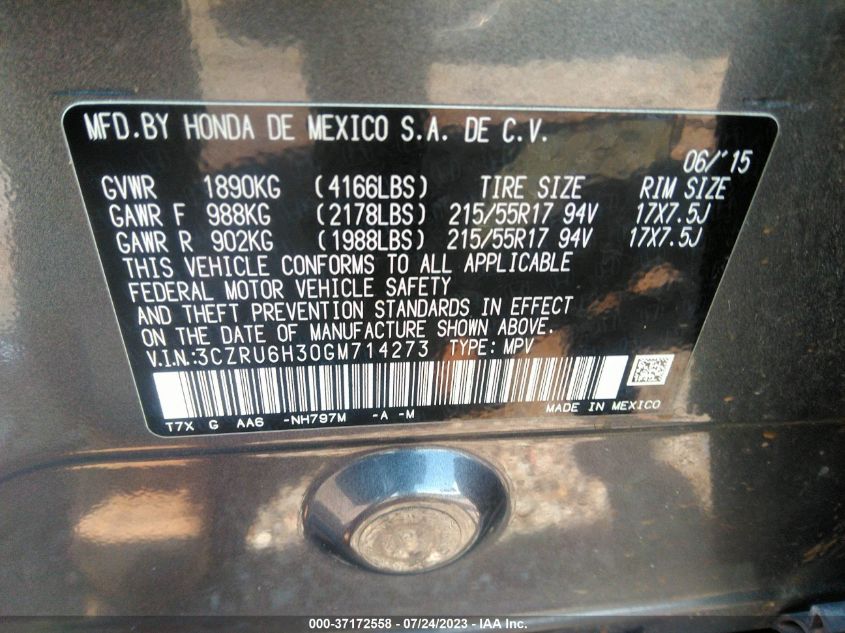 MFD.BY HONDA DE MEXICO S.A. DE C.V.
06/'15
GVWR 1890KG (4166LBS) TIRE SIZE RIM SIZE
GAWR F 988KG (2178LBS) 215/55R17 94V 17X7.5J
GAWR R 902KG (1988LBS) 215/55R17 94V 17X7.5J
THIS VEHICLE CONFORMS TO ALL APPLICABLE
FEDERAL MOTOR VEHICLE SAFETY
AND THEFT PREVENTION STANDARDS IN EFFECT
ON THE DATE OF MANUFACTURE SHOWN ABOVE.
V.I.N.:3CZRU6H30GM714273 TYPE: MPV
MADE IN MEXICO
T7X G AA6 -NH797M -A -M
000-37172558 - 07/24/2023 - IAA Inc.